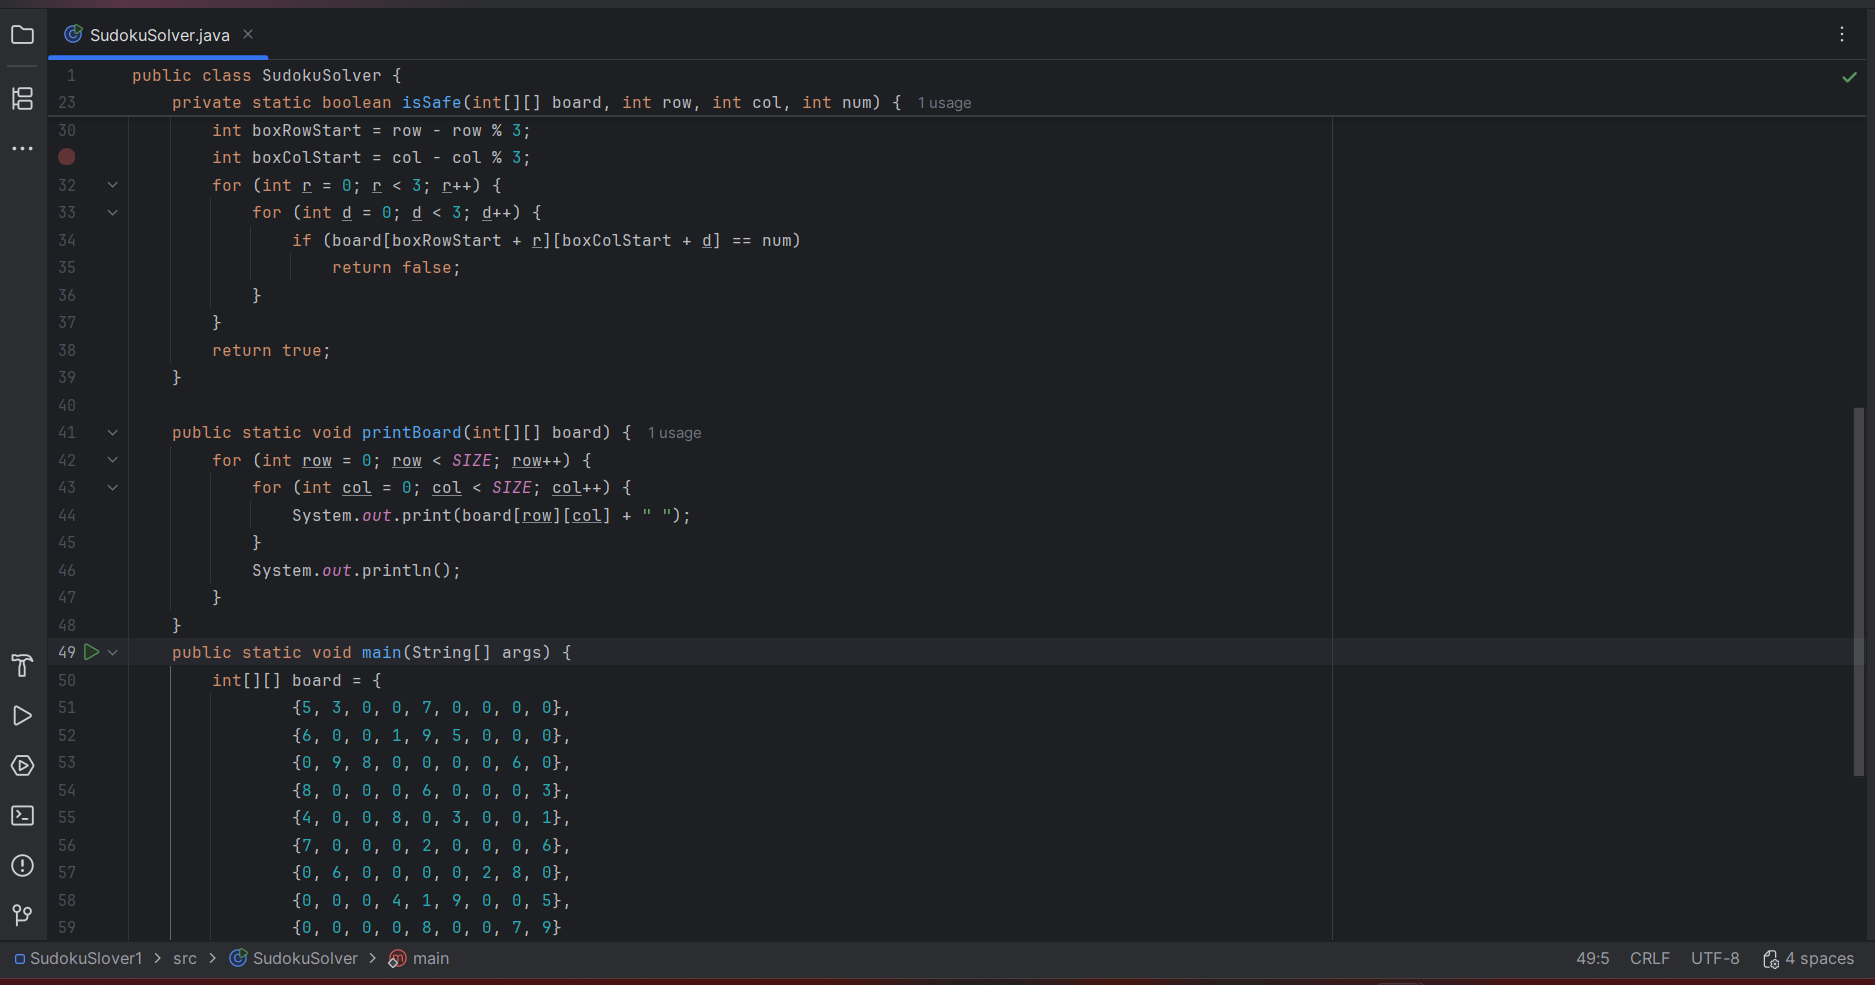 SudokuSolver.java
1 public class SudokuSolver {
23 private static boolean isSafe(int[][] board, int row, int col, int num) { 1 usage
30 int boxRowStart = row - row % 3;
int boxColStart = col - col % 3;
32 for (int r = 0; r < 3; r++) {
33 for (int d = 0; d < 3; d++) {
34 if (board[boxRowStart + r][boxColStart + d] == num)
35 return false;
36 }
37 }
38 return true;
39 }
40
41 public static void printBoard(int[][] board) { 1 usage
42 for (int row = 0; row < SIZE; row++) {
43 for (int col = 0; col < SIZE; col++) {
44 System.out.print(board[row][col] + " ");
45 }
46 System.out.println();
47 }
48 }
49 public static void main(String[] args) {
50 int[][] board = {
51 {5, 3, 0, 0, 7, 0, 0, 0, 0},
52 {6, 0, 0, 1, 9, 5, 0, 0, 0},
53 {0, 9, 8, 0, 0, 0, 0, 6, 0},
54 {8, 0, 0, 0, 6, 0, 0, 0, 3},
55 {4, 0, 0, 8, 0, 3, 0, 0, 1},
56 {7, 0, 0, 0, 2, 0, 0, 0, 6},
57 {0, 6, 0, 0, 0, 0, 2, 8, 0},
58 {0, 0, 0, 4, 1, 9, 0, 0, 5},
59 {0, 0, 0, 0, 8, 0, 0, 7, 9}
SudokuSlover1 > src > SudokuSolver > main 49:5 CRLF UTF-8 4 spaces